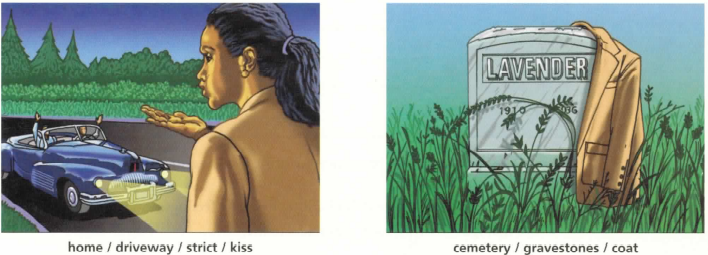 LAVENDER
1910
home / driveway / strict / kiss
cemetery / gravestones / coat